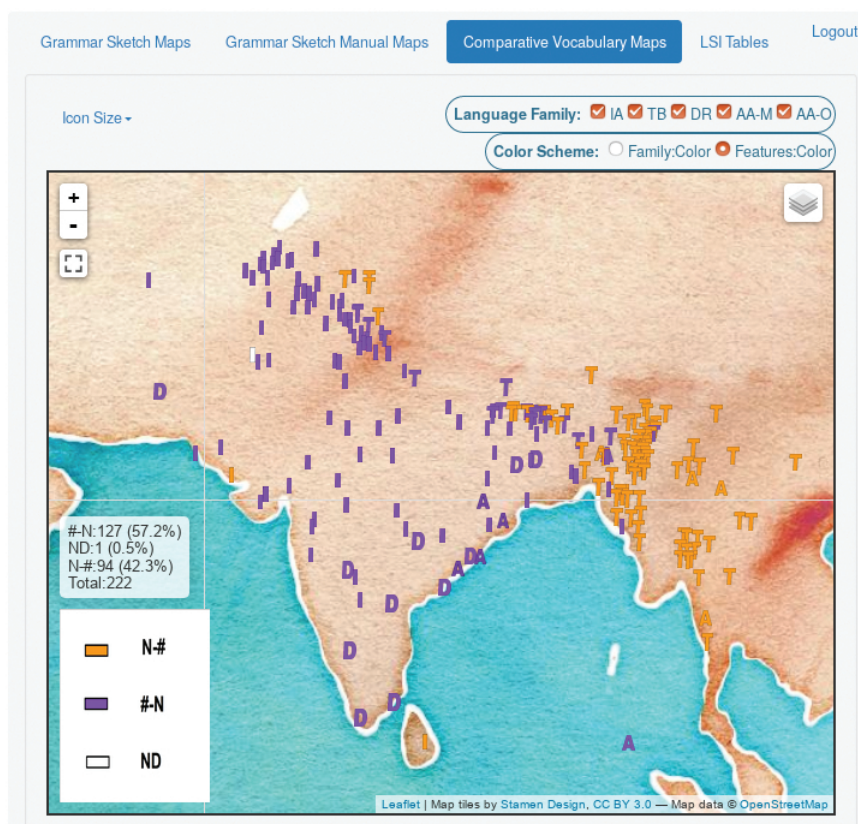 Logout
Grammar Sketch Maps Grammar Sketch Manual Maps Comparative Vocabulary Maps LSI Tables
Icon Size
Language Family: IA TB DR AA-M AA-O
Color Scheme: Family:Color Features:Color
+
-
#-N:127 (57.2%)
ND:1 (0.5%)
N-#:94 (42.3%)
Total:222
N-#
#-N
ND
Leaflet | Map tiles by Stamen Design, CC BY 3.0 — Map data © OpenStreetMap